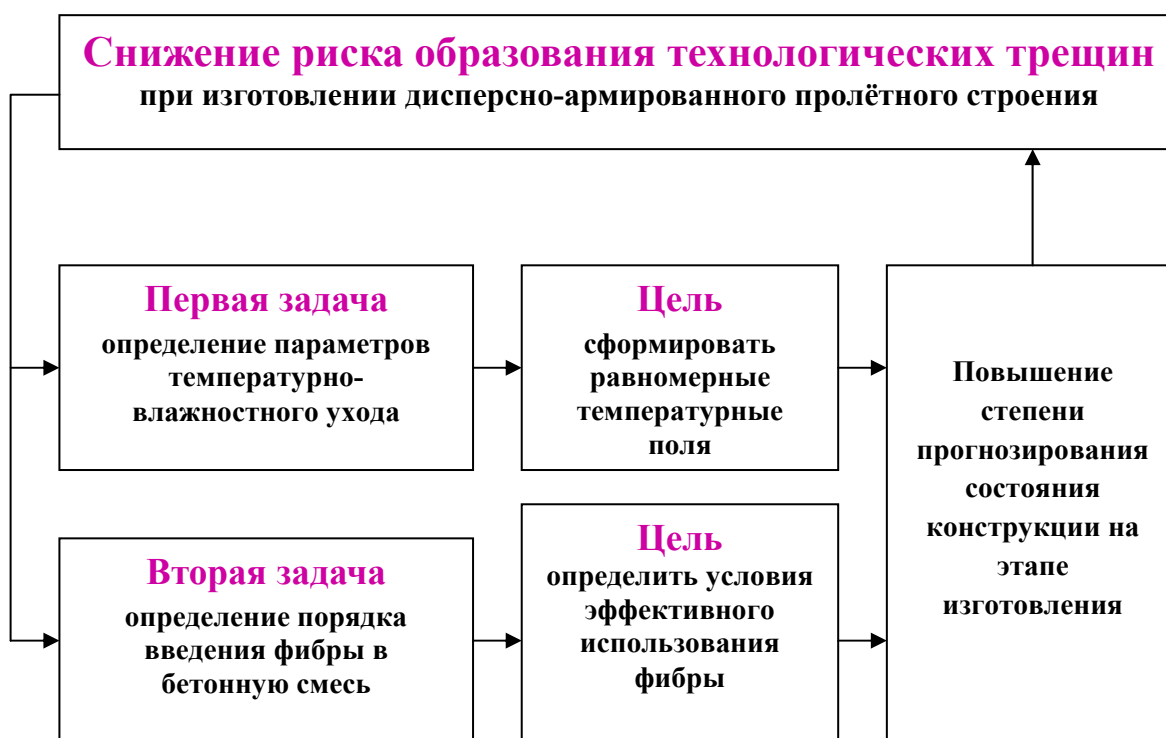 Снижение риска образования технологических трещин
при изготовлении дисперсно-армированного пролётного строения
Первая задача
определение параметров
температурно-
влажностного ухода
Цель
сформировать
равномерные
температурные
поля
Вторая задача
определение порядка
введения фибры в
бетонную смесь
Цель
определить условия
эффективного
использования
фибры
Повышение
степени
прогнозирования
состояния
конструкции на
этапе
изготовления